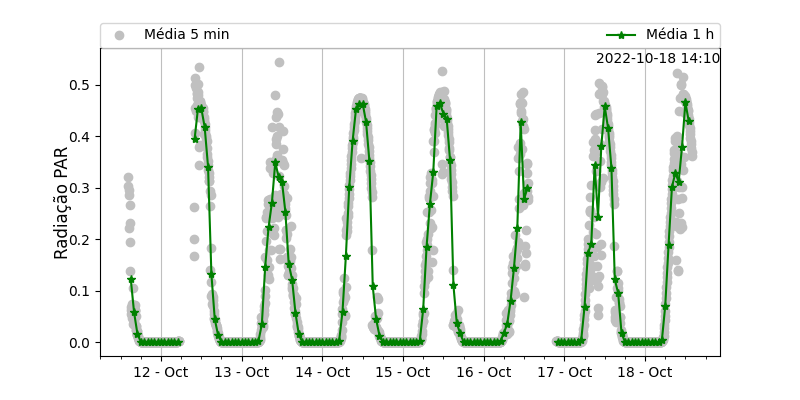 Média 5 min
Média 1 h
2022-10-18 14:10
Radiação PAR
0.5
0.4
0.3
0.2
0.1
0.0
12 - Oct
13 - Oct
14 - Oct
15 - Oct
16 - Oct
17 - Oct
18 - Oct